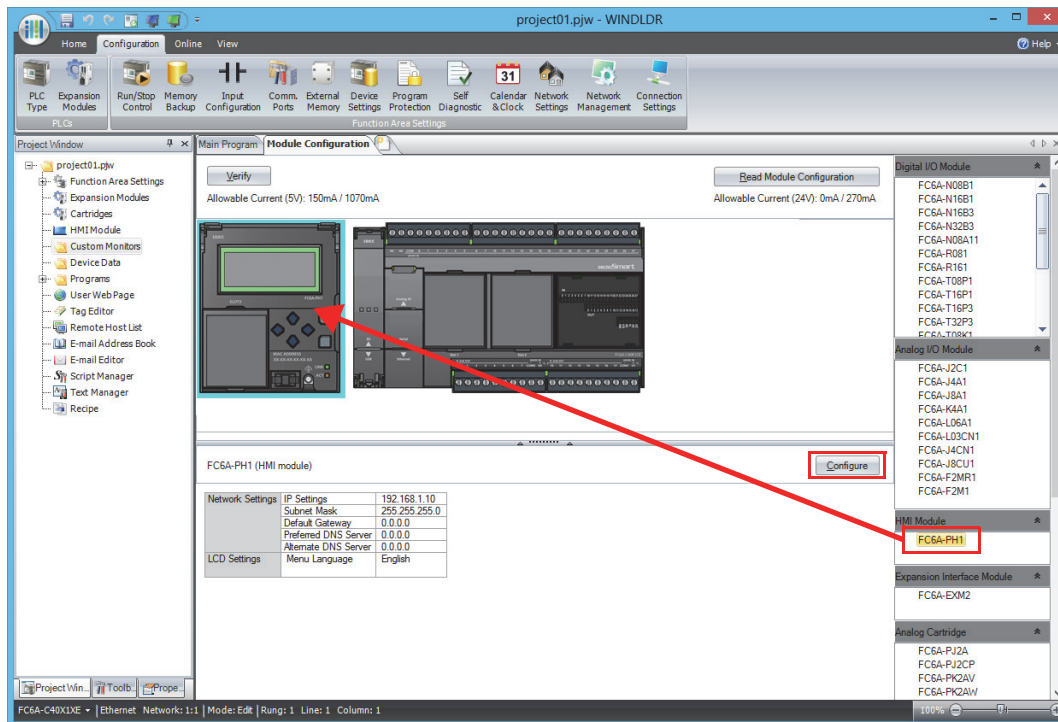 project01.pjw - WINDLDR
Home Configuration Online View
Help
PLC Type
Expansion Modules
Run/Stop Control
Memory Backup
Input Configuration
Comm. Ports
External Memory
Device Settings
Program Protection
Self Diagnostic
31
Calendar & Clock
Network Settings
Network Management
Connection Settings
PLCs
Function Area Settings
Project Window
project01.pjw
Function Area Settings
Expansion Modules
Cartridges
HMI Module
Custom Monitors
Device Data
Programs
User Web Page
Tag Editor
Remote Host List
E-mail Address Book
E-mail Editor
Script Manager
Text Manager
Recipe
Project Win...
Toolb...
Prope...
Main Program
Module Configuration
Verify
Read Module Configuration
Allowable Current (5V): 150mA / 1070mA
Allowable Current (24V): 0mA / 270mA
FC6A-PH1
MAC ADDRESS
microSmart
FC6A-PH1 (HMI module)
Configure
Network Settings IP Settings 192.168.1.10
Subnet Mask 255.255.255.0
Default Gateway 0.0.0.0
Preferred DNS Server 0.0.0.0
Alternate DNS Server 0.0.0.0
LCD Settings Menu Language English
Digital I/O Module
FC6A-N08B1
FC6A-N16B1
FC6A-N16B3
FC6A-N32B3
FC6A-N08A11
FC6A-R081
FC6A-R161
FC6A-T08P1
FC6A-T16P1
FC6A-T16P3
FC6A-T32P3
FC6A-T08K1
Analog I/O Module
FC6A-J2C1
FC6A-J4A1
FC6A-J8A1
FC6A-K4A1
FC6A-L06A1
FC6A-L03CN1
FC6A-J4CN1
FC6A-J8CU1
FC6A-F2MR1
FC6A-F2M1
HMI Module
FC6A-PH1
Expansion Interface Module
FC6A-EXM2
Analog Cartridge
FC6A-PJ2A
FC6A-PJ2CP
FC6A-PK2AV
FC6A-PK2AW
FC6A-C40X1XE
Ethernet Network: 1:1 | Mode: Edit | Rung: 1 Line: 1 Column: 1
100%